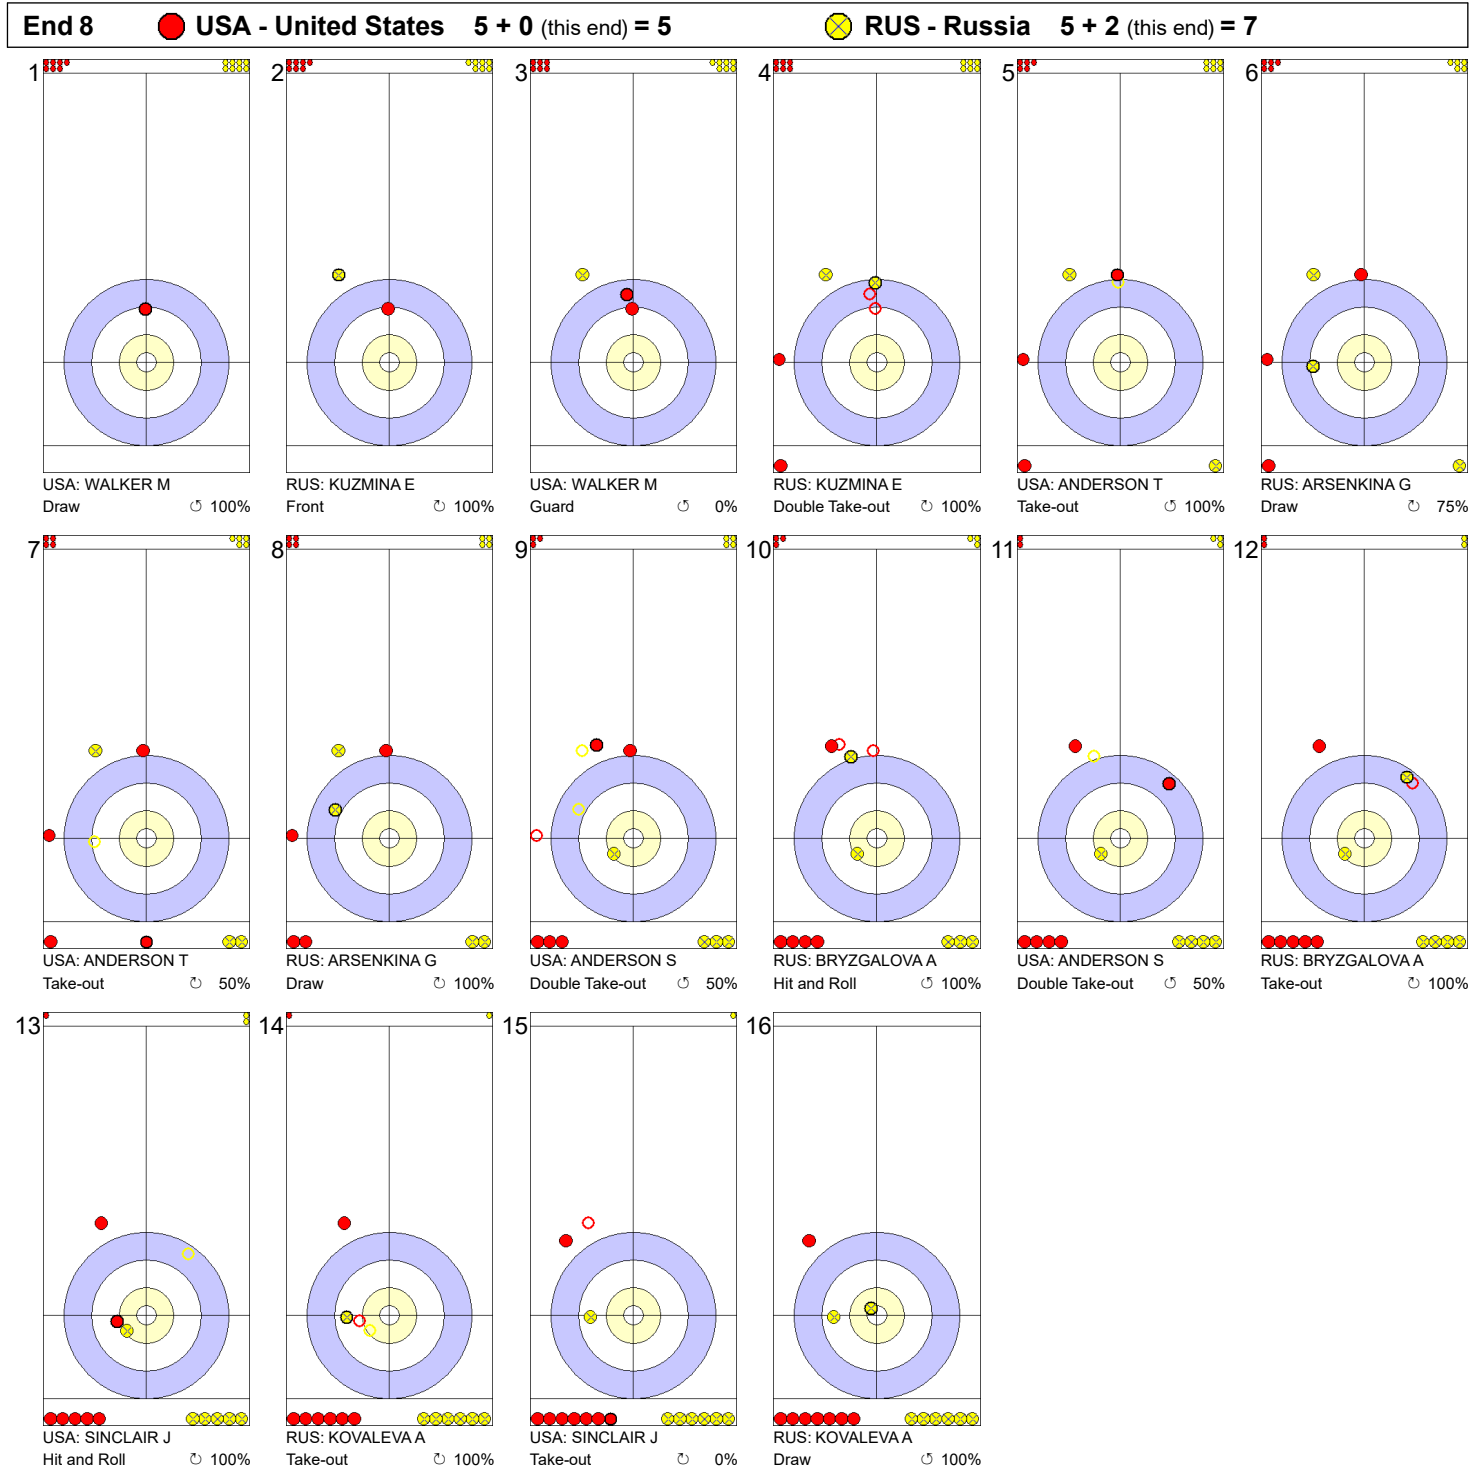 End 8 USA - United States 5 + 0 (this end) = 5 RUS - Russia 5 + 2 (this end) = 7
1 2 3 4 5 6
USA: WALKER M RUS: KUZMINA E USA: WALKER M RUS: KUZMINA E USA: ANDERSON T RUS: ARSENKINA G
Draw ↺ 100% Front ↻ 100% Guard ↺ 0% Double Take-out ↻ 100% Take-out ↺ 100% Draw ↻ 75%
7 8 9 10 11 12
USA: ANDERSON T RUS: ARSENKINA G USA: ANDERSON S RUS: BRYZGALOVA A USA: ANDERSON S RUS: BRYZGALOVA A
Take-out ↻ 50% Draw ↻ 100% Double Take-out ↺ 50% Hit and Roll ↺ 100% Double Take-out ↺ 50% Take-out ↻ 100%
13 14 15 16
USA: SINCLAIR J RUS: KOVALEVA A USA: SINCLAIR J RUS: KOVALEVA A
Hit and Roll ↻ 100% Take-out ↻ 100% Take-out ↻ 0% Draw ↺ 100%